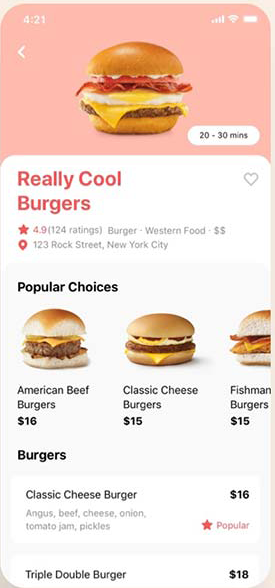 4:21
20 - 30 mins
Really Cool
Burgers
4.9(124 ratings) Burger · Western Food · $$
123 Rock Street, New York City
Popular Choices
American Beef
Burgers
$16
Classic Cheese
Burgers
$15
Fishman
Burgers
$15
Burgers
Classic Cheese Burger $16
Angus, beef, cheese, onion,
tomato jam, pickles
Popular
Triple Double Burger $18